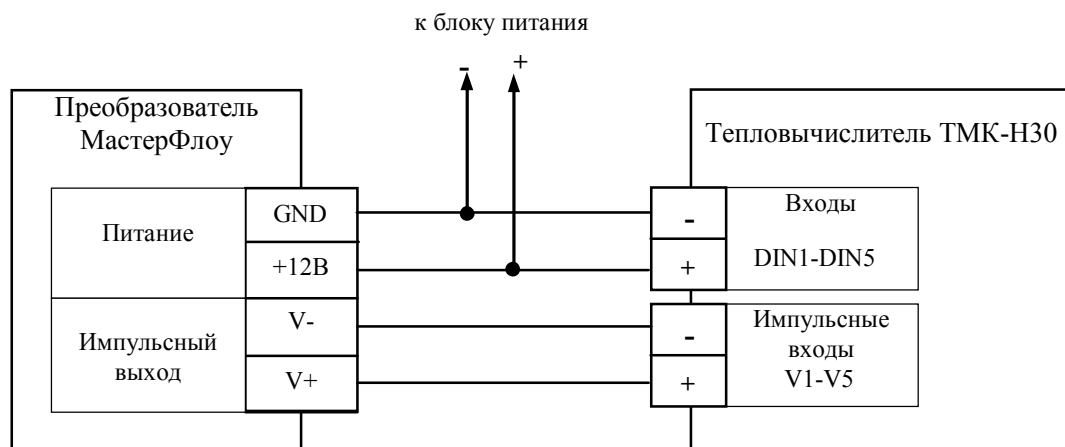 к блоку питания
- +
Преобразователь
МастерФлоу
Тепловычислитель ТМК-Н30
Питание
GND
+12В
-
+
Входы
DIN1-DIN5
Импульсный
выход
V-
V+
-
+
Импульсные
входы
V1-V5